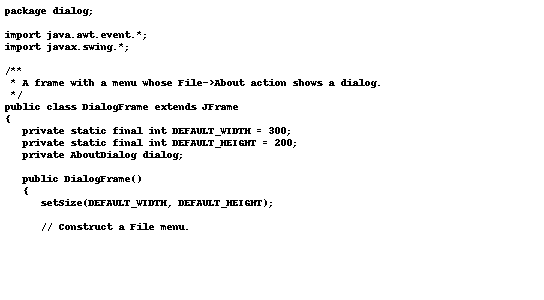 package dialog;

import java.awt.event.*;
import javax.swing.*;

/**
 * A frame with a menu whose File->About action shows a dialog.
 */
public class DialogFrame extends JFrame
{
   private static final int DEFAULT_WIDTH = 300;
   private static final int DEFAULT_HEIGHT = 200;
   private AboutDialog dialog;

   public DialogFrame()
   {
      setSize(DEFAULT_WIDTH, DEFAULT_HEIGHT);

      // Construct a File menu.